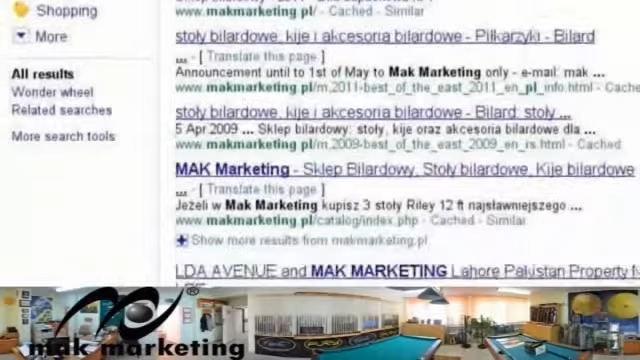 Shopping
More
All results
Wonder wheel
Related searches
More search tools
www.makmarketing.pl/ - Cached - Similar
stoły bilardowe, kije i akcesoria bilardowe - Piłkarzyki - Bilard
... - [ Translate this page ]
Announcement until to 1st of May to Mak Marketing only - e-mail: mak ...
www.makmarketing.pl/m,2011-best_of_the_east_2011_en_pl_info.html - Cache
stoły bilardowe, kije i akcesoria bilardowe - Bilard: stoły ...
5 Apr 2009 ... Sklep bilardowy: stoły, kije oraz akcesoria bilardowe dla ...
www.makmarketing.pl/m,2009-best_of_the_east_2009_en_rs.html - Cached
MAK Marketing - Sklep Bilardowy, Stoły bilardowe, Kije bilardowe
... - [ Translate this page ]
Jeżeli w Mak Marketing kupisz 3 stoły Riley 12 ft najsławniejszego ...
www.makmarketing.pl/catalog/index.php - Cached - Similar
Show more results from makmarketing.pl
LDA AVENUE and MAK MARKETING Lahore Pakistan Property N
®
mak marketing